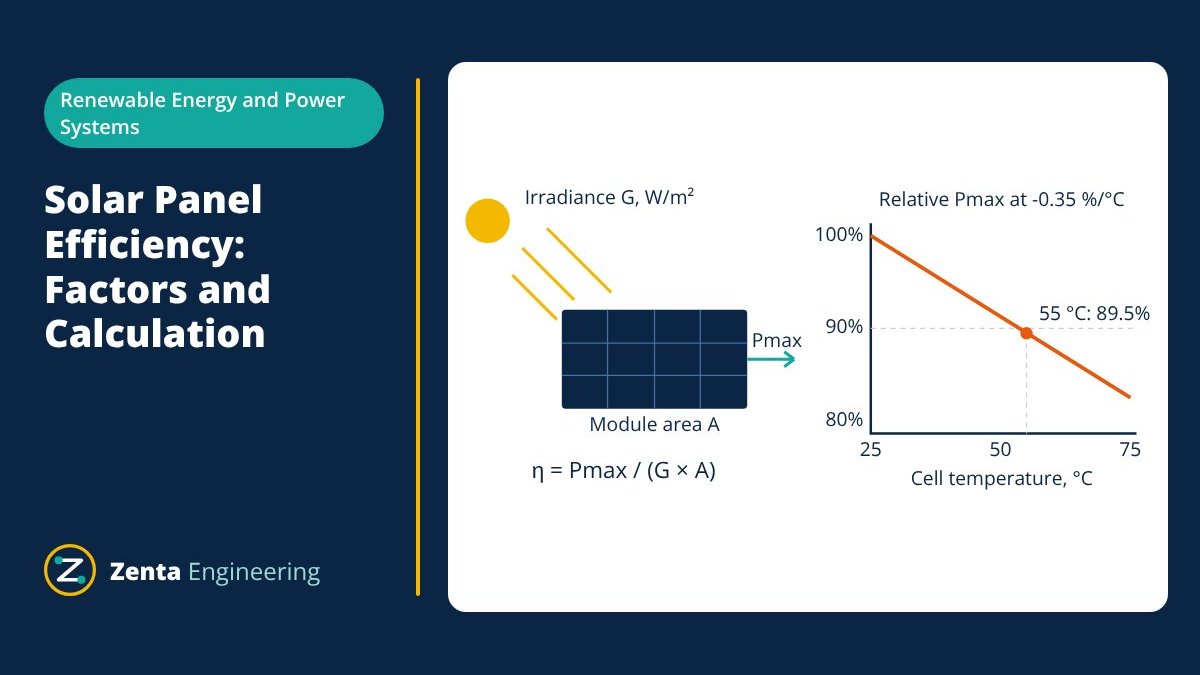 Renewable Energy and Power
Systems
Solar Panel
Efficiency:
Factors and
Calculation
Zenta Engineering
Irradiance G, W/m²
Pmax
Module area A
η = Pmax / (G × A)
Relative Pmax at -0.35 %/°C
100%
90%
80%
55 °C: 89.5%
25 50 75
Cell temperature, °C